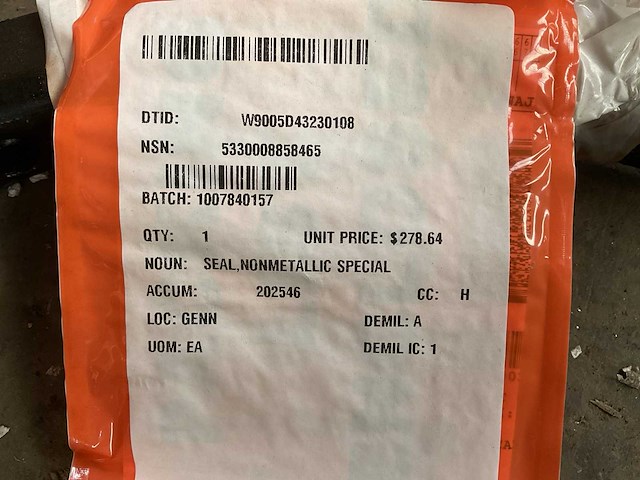 DTID: W9005D43230108
NSN: 5330008858465
BATCH: 1007840157
QTY: 1 UNIT PRICE: $278.64
NOUN: SEAL,NONMETALLIC SPECIAL
ACCUM: 202546 CC: H
LOC: GENN DEMIL: A
UOM: EA DEMIL IC: 1